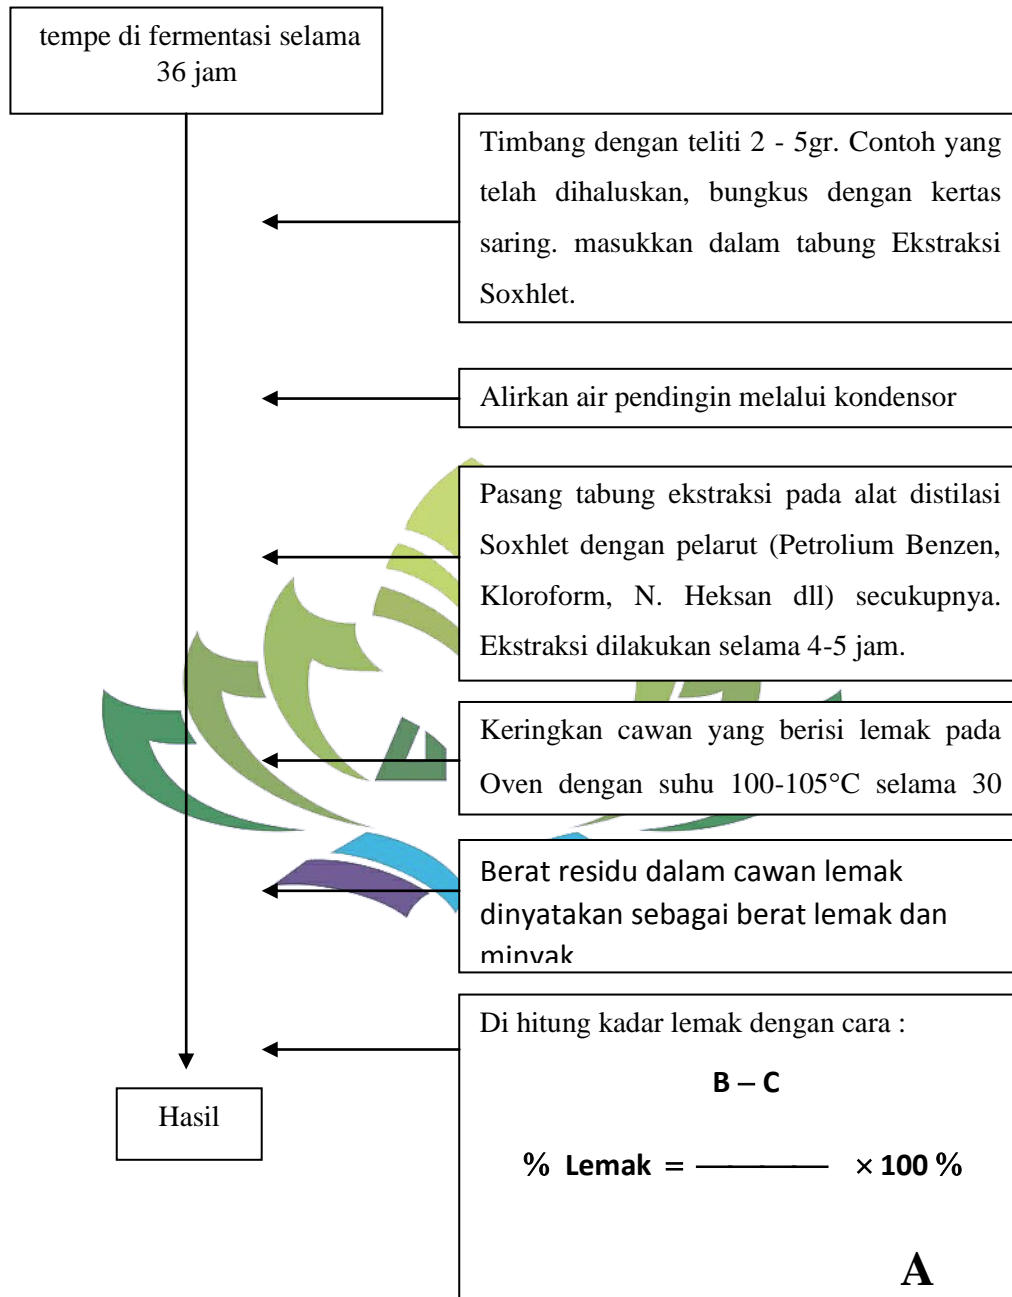 tempe di fermentasi selama
36 jam
Timbang dengan teliti 2 - 5gr. Contoh yang
telah dihaluskan, bungkus dengan kertas
saring. masukkan dalam tabung Ekstraksi
Soxhlet.
Alirkan air pendingin melalui kondensor
Pasang tabung ekstraksi pada alat distilasi
Soxhlet dengan pelarut (Petrolium Benzen,
Kloroform, N. Heksan dll) secukupnya.
Ekstraksi dilakukan selama 4-5 jam.
Keringkan cawan yang berisi lemak pada
Oven dengan suhu 100-105°C selama 30
Berat residu dalam cawan lemak
dinyatakan sebagai berat lemak dan
minyak
Di hitung kadar lemak dengan cara :
B – C
% Lemak = ———— × 100 %
A
Hasil